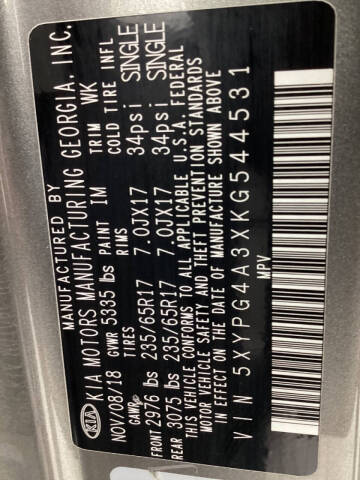 MANUFACTURED BY
KIA KIA MOTORS MANUFACTURING GEORGIA, INC.
NOV/08/18 GVWR 5335 lbs PAINT IM TRIM WK
GAWR TIRES RIMS COLD TIRE INFL
FRONT 2976 lbs 235/65R17 7.0JX17 34psi SINGLE
REAR 3075 lbs 235/65R17 7.0JX17 34psi SINGLE
THIS VEHICLE CONFORMS TO ALL APPLICABLE U.S.A. FEDERAL
MOTOR VEHICLE SAFETY AND THEFT PREVENTION STANDARDS
IN EFFECT ON THE DATE OF MANUFACTURE SHOWN ABOVE
VIN 5XYPG4A3XKG544531
MPV